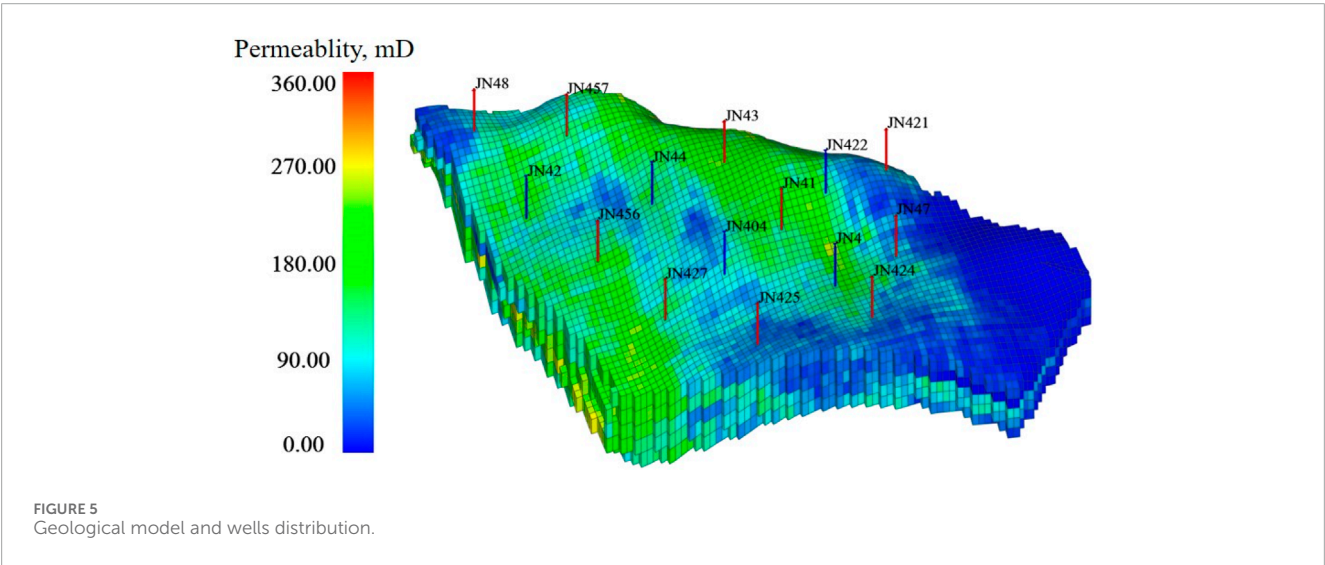 Permeablity, mD
360.00
270.00
180.00
90.00
0.00
JN48
JN457
JN43
JN421
JN422
JN44
JN42
JN41
JN47
JN456
JN404
JN4
JN427
JN424
JN425
FIGURE 5
Geological model and wells distribution.